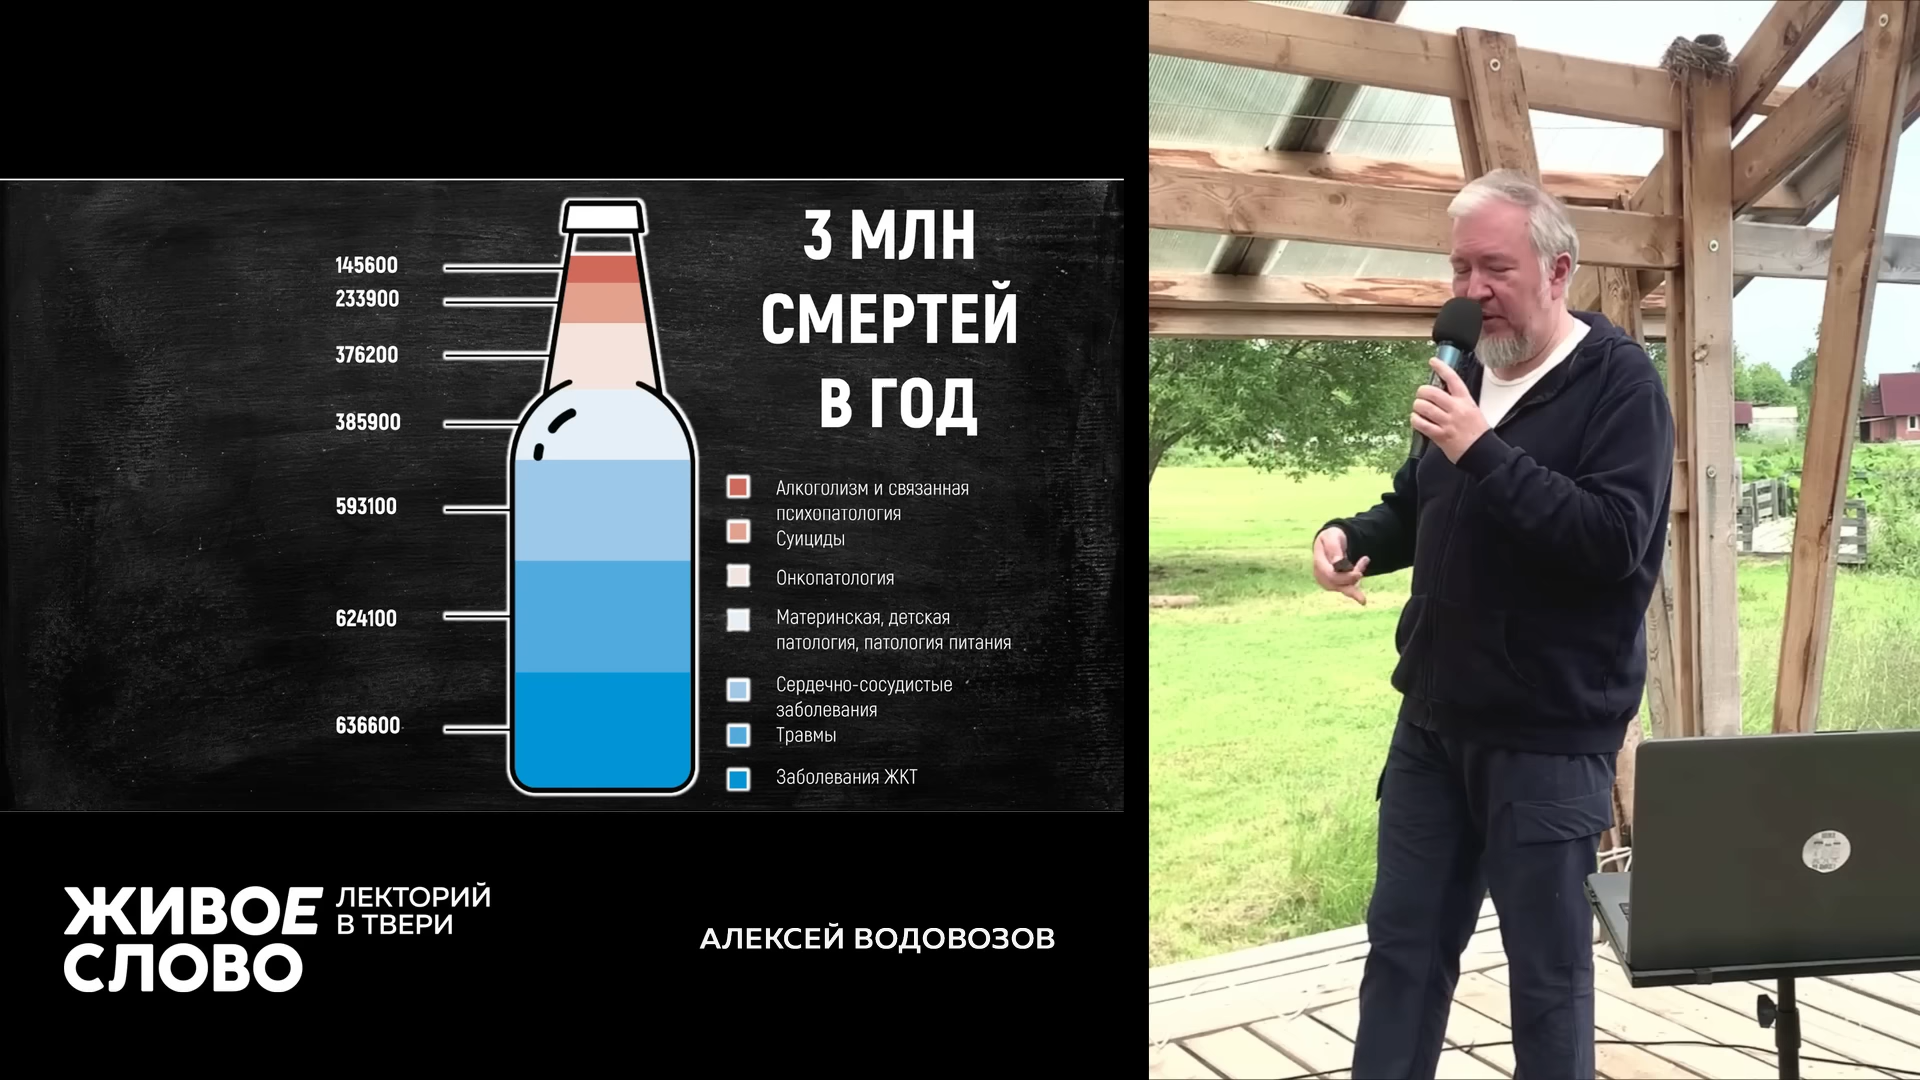 3 МЛН
СМЕРТЕЙ
В ГОД
145600
233900
376200
385900
593100
624100
636600
Алкоголизм и связанная
психопатология
Суициды
Онкопатология
Материнская, детская
патология, патология питания
Сердечно-сосудистые
заболевания
Травмы
Заболевания ЖКТ
ЖИВОЕ
СЛОВО
ЛЕКТОРИЙ
В ТВЕРИ
АЛЕКСЕЙ ВОДОВОЗОВ